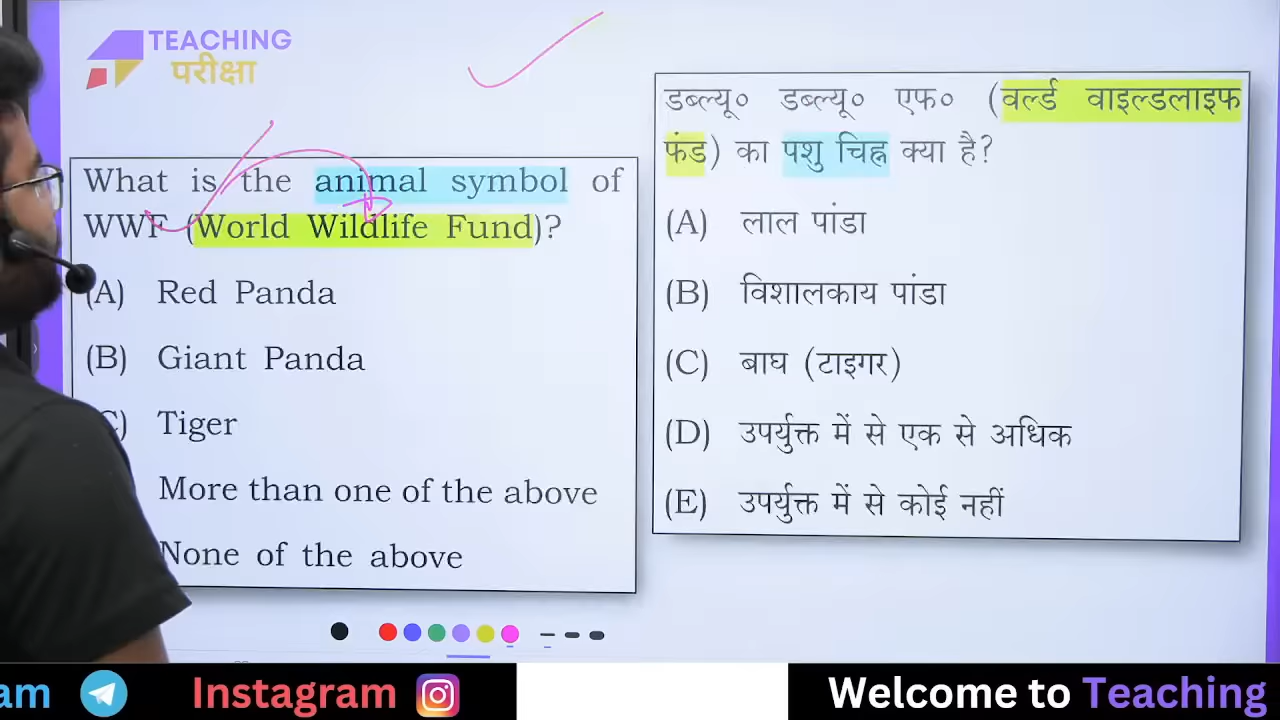 TEACHING
परीक्षा
What is the animal symbol of
WWF (World Wildlife Fund)?
(A) Red Panda
(B) Giant Panda
C) Tiger
More than one of the above
None of the above
डब्ल्यू० डब्ल्यू० एफ० (वर्ल्ड वाइल्डलाइफ
फंड) का पशु चिह्न क्या है?
(A) लाल पांडा
(B) विशालकाय पांडा
(C) बाघ (टाइगर)
(D) उपर्युक्त में से एक से अधिक
(E) उपर्युक्त में से कोई नहीं
am Instagram Welcome to Teaching